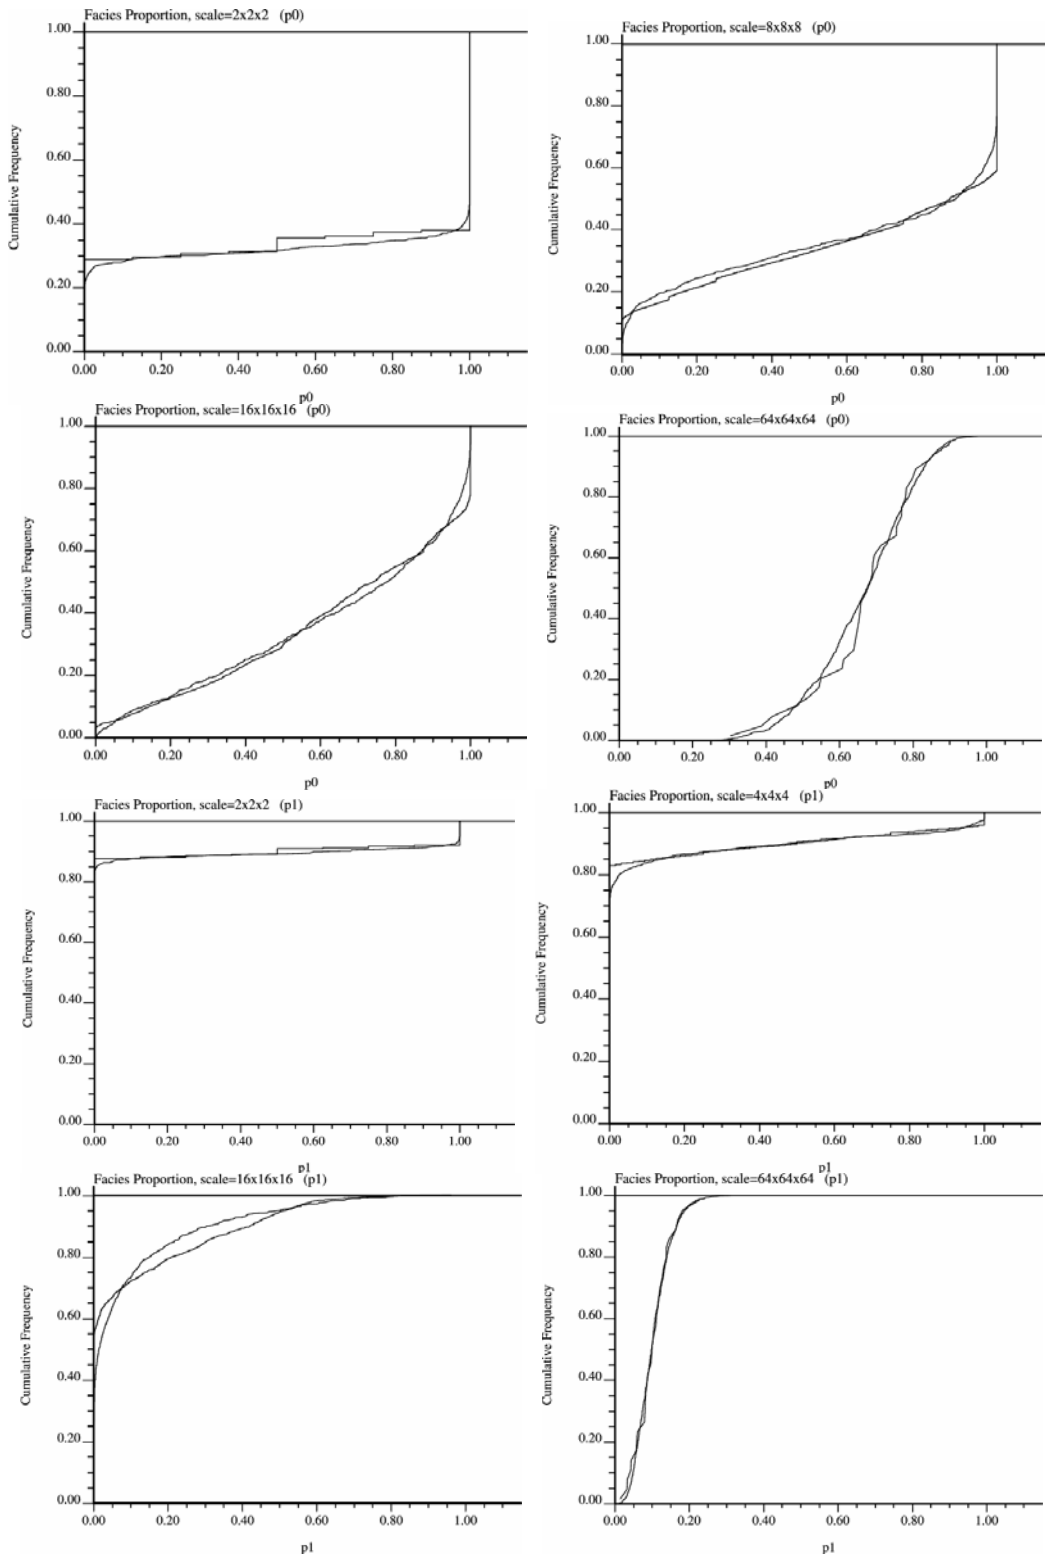 Facies Proportion, scale=2x2x2 (p0)
1.00
0.80
0.60
0.40
0.20
0.00
Cumulative Frequency
0.00 0.20 0.40 0.60 0.80 1.00
p0
Facies Proportion, scale=8x8x8 (p0)
1.00
0.80
0.60
0.40
0.20
0.00
Cumulative Frequency
0.00 0.20 0.40 0.60 0.80 1.00
p0
Facies Proportion, scale=16x16x16 (p0)
1.00
0.80
0.60
0.40
0.20
0.00
Cumulative Frequency
0.00 0.20 0.40 0.60 0.80 1.00
p0
Facies Proportion, scale=64x64x64 (p0)
1.00
0.80
0.60
0.40
0.20
0.00
Cumulative Frequency
0.00 0.20 0.40 0.60 0.80 1.00
p0
Facies Proportion, scale=2x2x2 (p1)
1.00
0.80
0.60
0.40
0.20
0.00
Cumulative Frequency
0.00 0.20 0.40 0.60 0.80 1.00
p1
Facies Proportion, scale=4x4x4 (p1)
1.00
0.80
0.60
0.40
0.20
0.00
Cumulative Frequency
0.00 0.20 0.40 0.60 0.80 1.00
p1
Facies Proportion, scale=16x16x16 (p1)
1.00
0.80
0.60
0.40
0.20
0.00
Cumulative Frequency
0.00 0.20 0.40 0.60 0.80 1.00
p1
Facies Proportion, scale=64x64x64 (p1)
1.00
0.80
0.60
0.40
0.20
0.00
Cumulative Frequency
0.00 0.20 0.40 0.60 0.80 1.00
p1